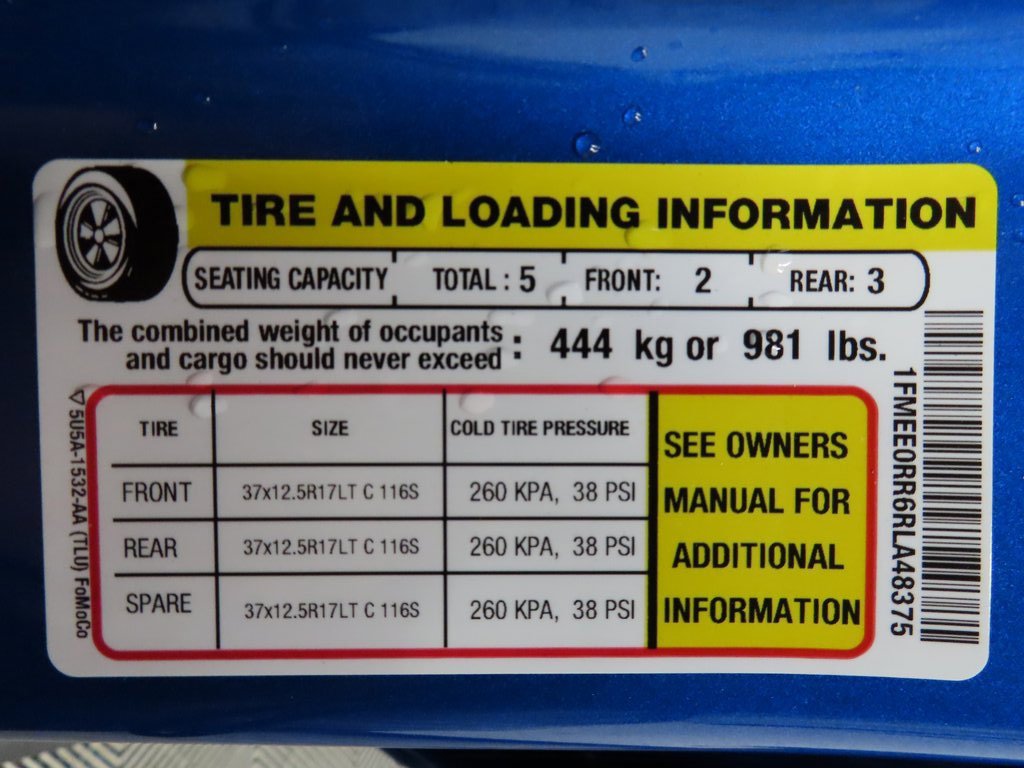 TIRE AND LOADING INFORMATION
SEATING CAPACITY TOTAL : 5 FRONT: 2 REAR: 3
The combined weight of occupants
and cargo should never exceed : 444 kg or 981 lbs.
TIRE SIZE COLD TIRE PRESSURE
FRONT 37x12.5R17LT C 116S 260 KPA, 38 PSI
REAR 37x12.5R17LT C 116S 260 KPA, 38 PSI
SPARE 37x12.5R17LT C 116S 260 KPA, 38 PSI
SEE OWNERS
MANUAL FOR
ADDITIONAL
INFORMATION
5U5A-1532-AA (TLU) FoMoCo
1FMEE0RR6RLA48375